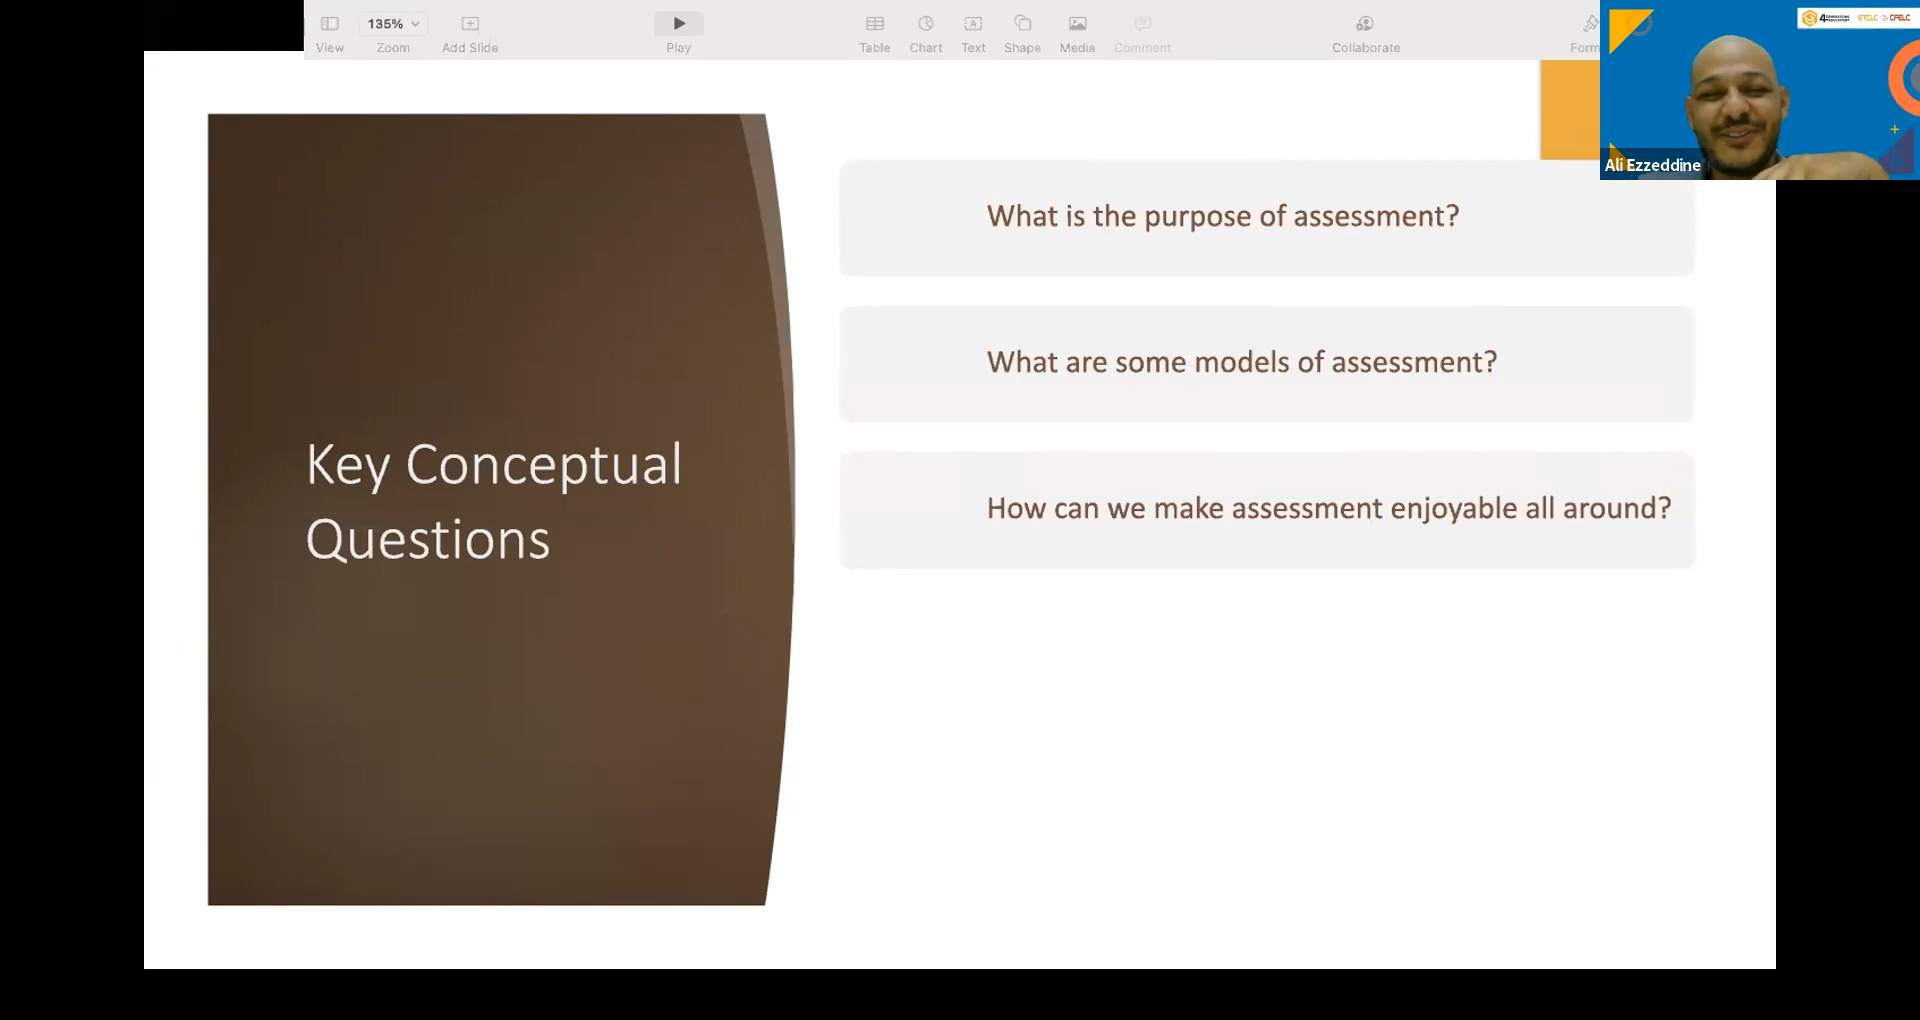 135%
View
Zoom
Add Slide
Play
Table
Chart
Text
Shape
Media
Comment
Collaborate
Form
Ali Ezzeddine
What is the purpose of assessment?
What are some models of assessment?
How can we make assessment enjoyable all around?
Key Conceptual
Questions